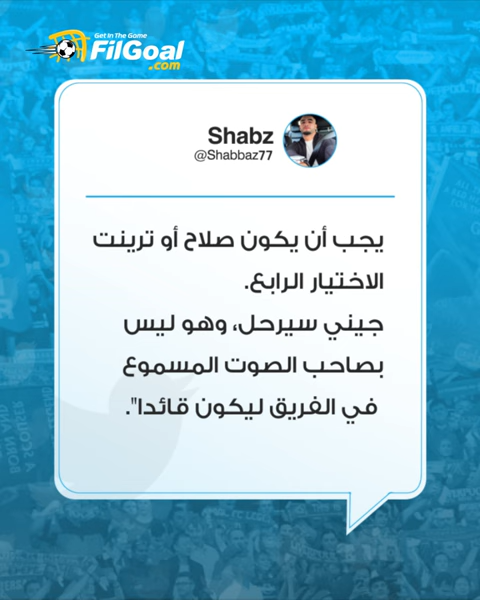 Get In The Game
FilGoal
.com
Shabz
@Shabbaz77
يجب أن يكون صلاح أو ترينت
الاختيار الرابع.
جيني سيرحل، وهو ليس
بصاحب الصوت المسموع
في الفريق ليكون قائدا".